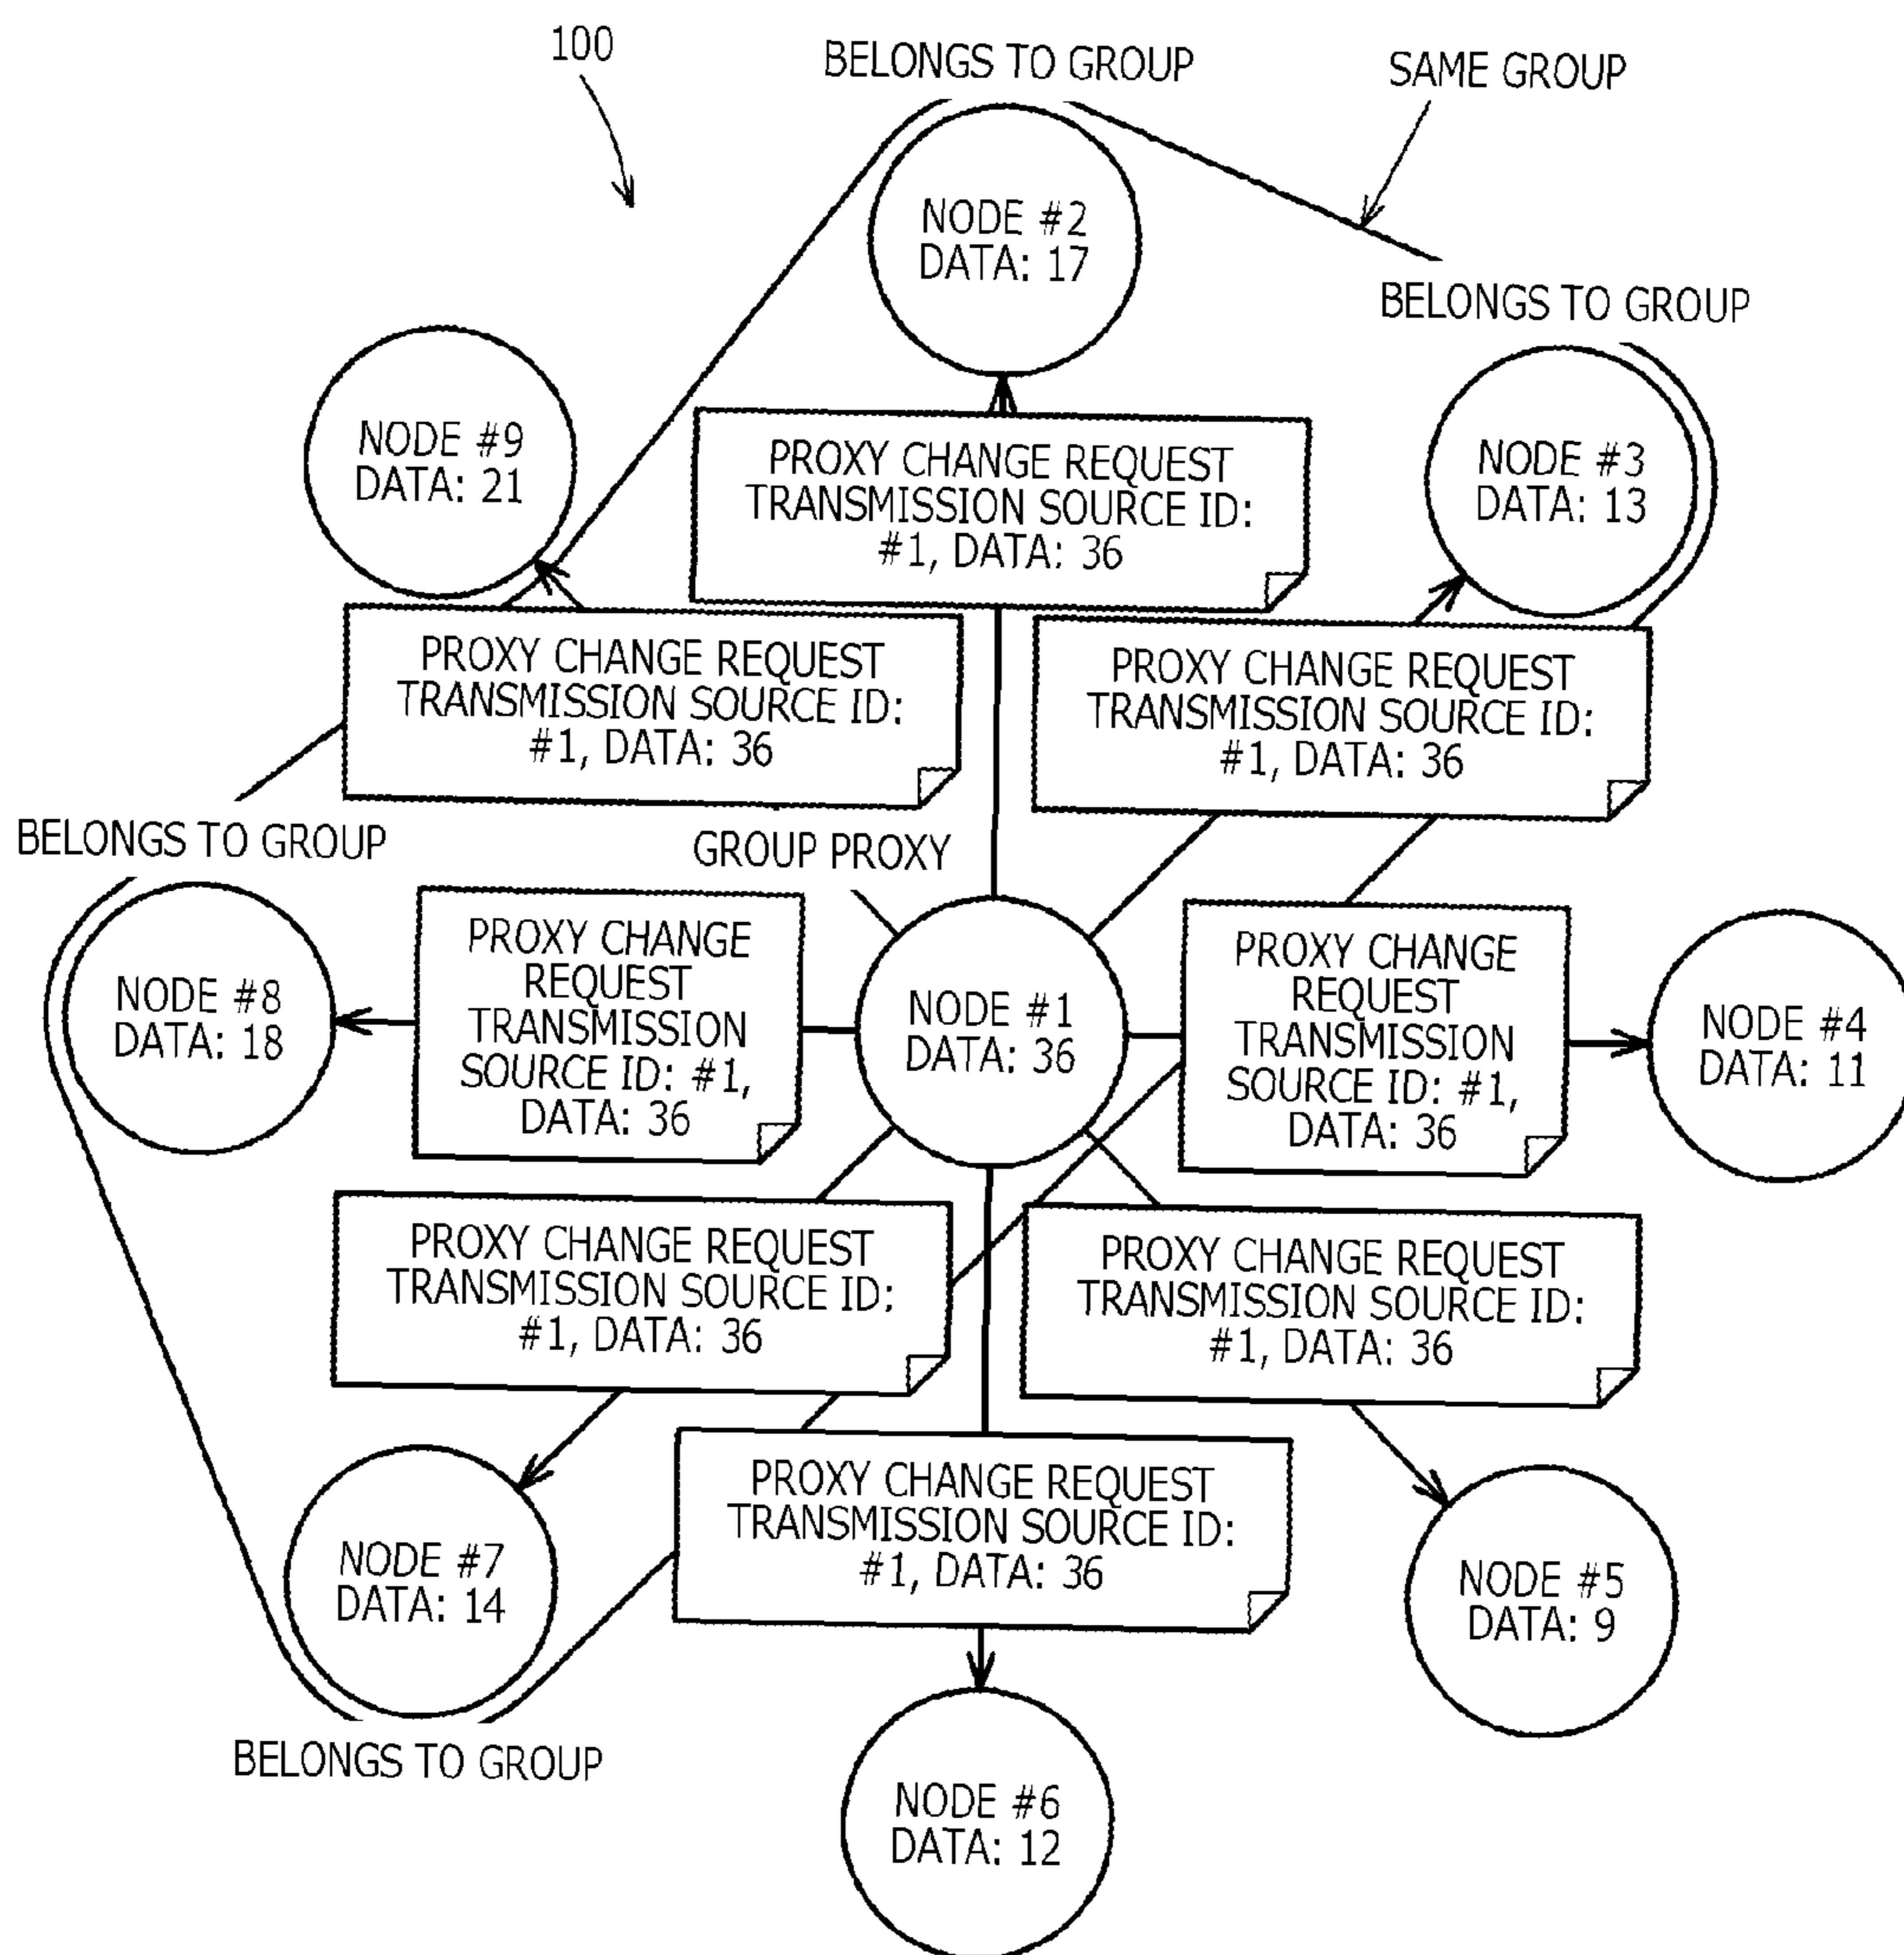 100
BELONGS TO GROUP
SAME GROUP
NODE #2
DATA: 17
BELONGS TO GROUP
NODE #9
DATA: 21
PROXY CHANGE REQUEST
TRANSMISSION SOURCE ID:
#1, DATA: 36
NODE #3
DATA: 13
PROXY CHANGE REQUEST
TRANSMISSION SOURCE ID:
#1, DATA: 36
PROXY CHANGE REQUEST
TRANSMISSION SOURCE ID:
#1, DATA: 36
BELONGS TO GROUP
GROUP PROXY
NODE #8
DATA: 18
PROXY CHANGE
REQUEST
TRANSMISSION
SOURCE ID: #1,
DATA: 36
NODE #1
DATA: 36
PROXY CHANGE
REQUEST
TRANSMISSION
SOURCE ID: #1,
DATA: 36
NODE #4
DATA: 11
PROXY CHANGE REQUEST
TRANSMISSION SOURCE ID:
#1, DATA: 36
PROXY CHANGE REQUEST
TRANSMISSION SOURCE ID:
#1, DATA: 36
NODE #7
DATA: 14
PROXY CHANGE REQUEST
TRANSMISSION SOURCE ID:
#1, DATA: 36
NODE #5
DATA: 9
BELONGS TO GROUP
NODE #6
DATA: 12